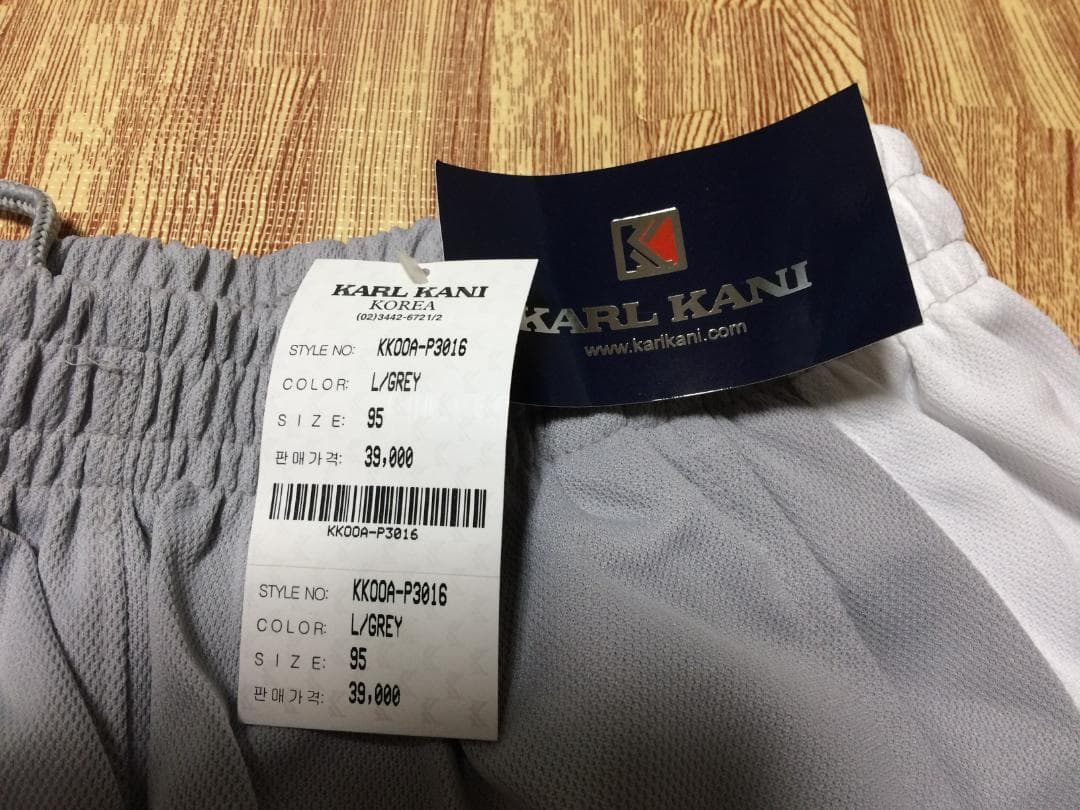 KARL KANI
KOREA
(02)3442-6721/2
STYLE NO: KK00A-P3016
COLOR: L/GREY
SIZE: 95
판매가격: 39,000
KK00A-P3016
STYLE NO: KK00A-P3016
COLOR: L/GREY
SIZE: 95
판매가격: 39,000
K
KARL KANI
www.karlkani.com